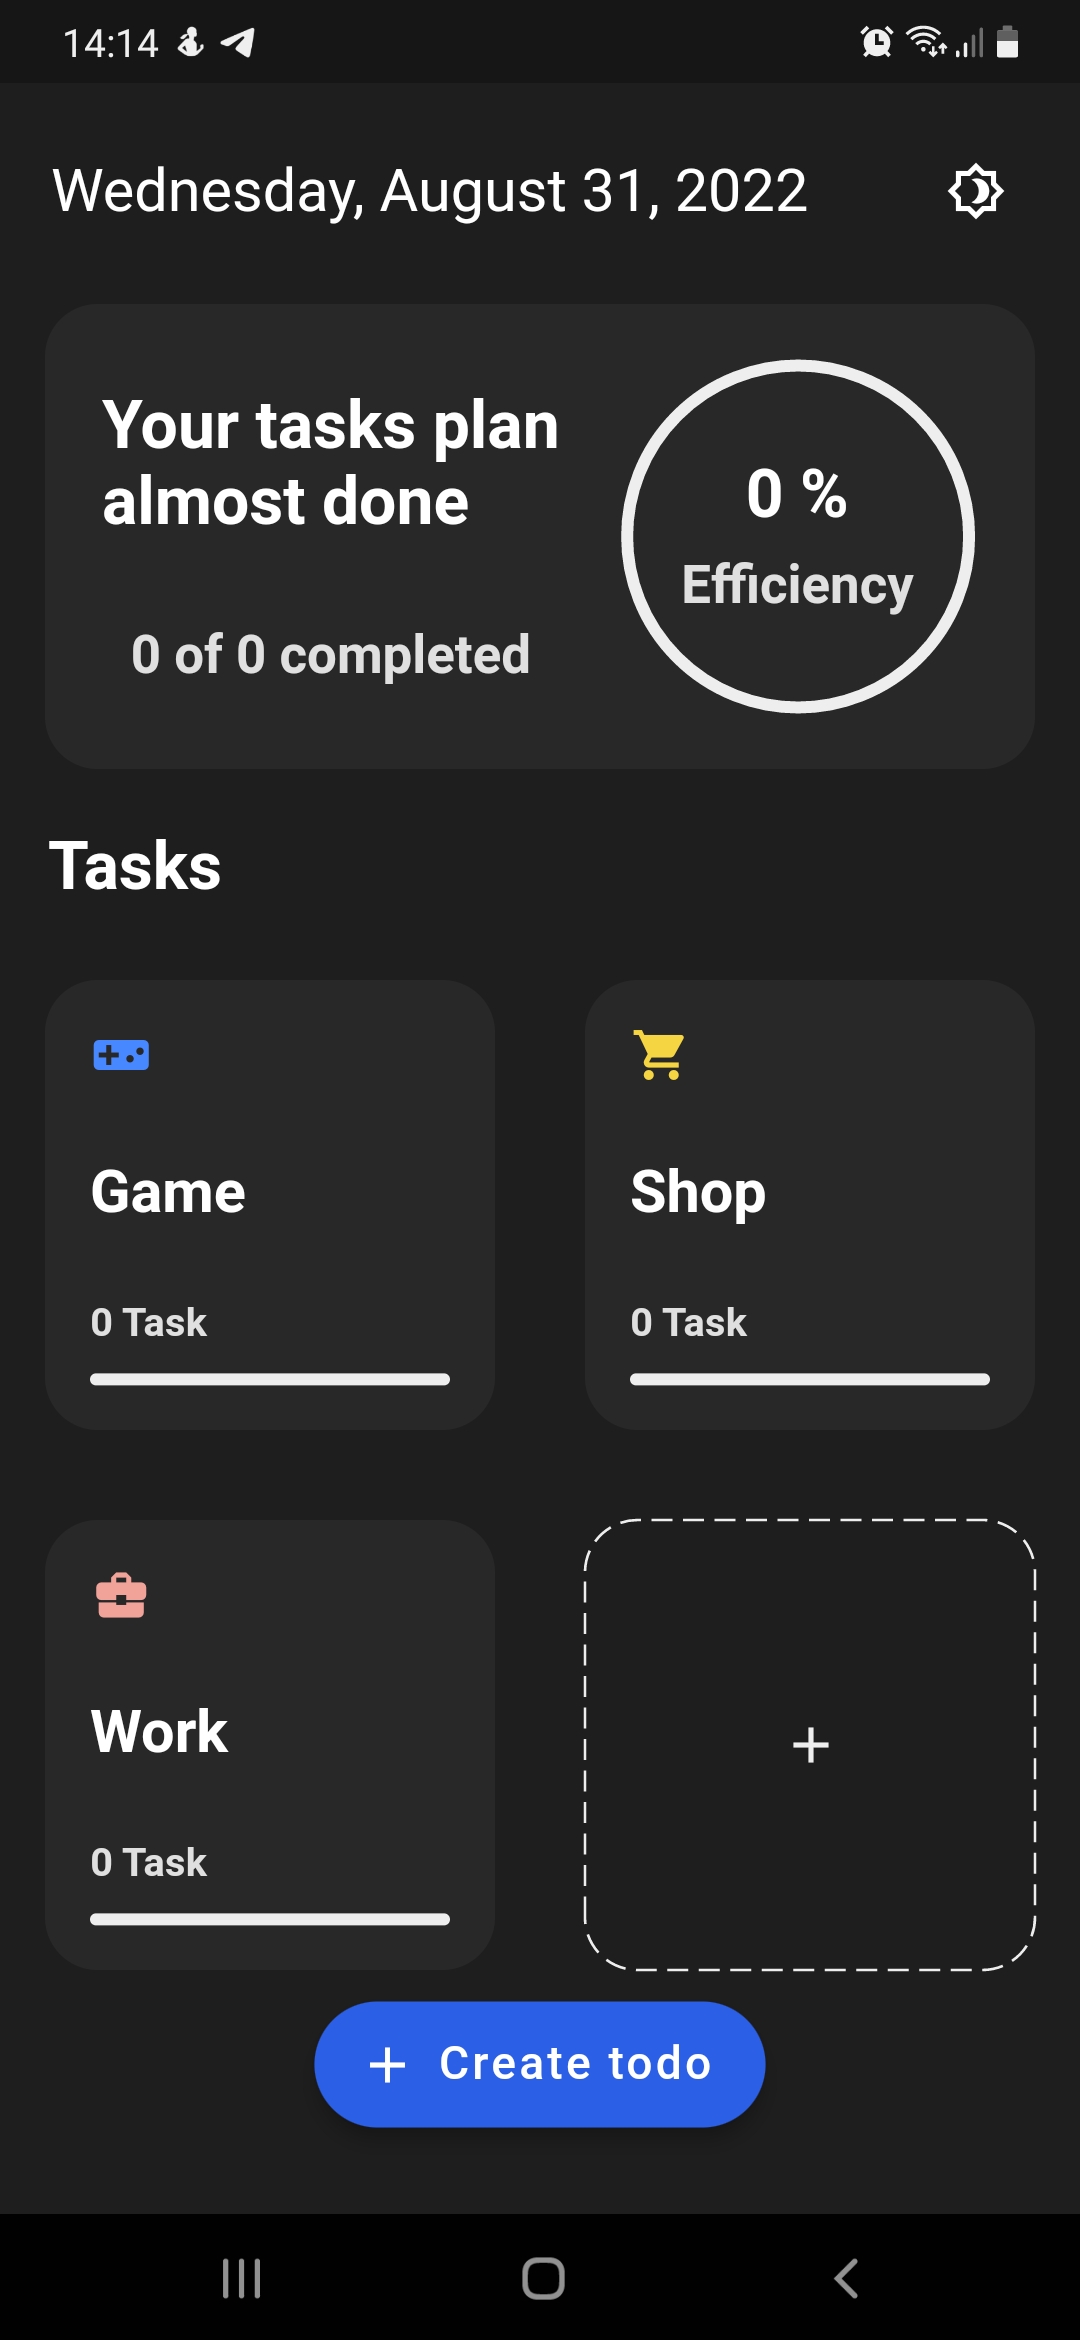 14:14
Wednesday, August 31, 2022
Your tasks plan
almost done
0 of 0 completed
0 %
Efficiency
Tasks
Game
0 Task
Shop
0 Task
Work
0 Task
Create todo